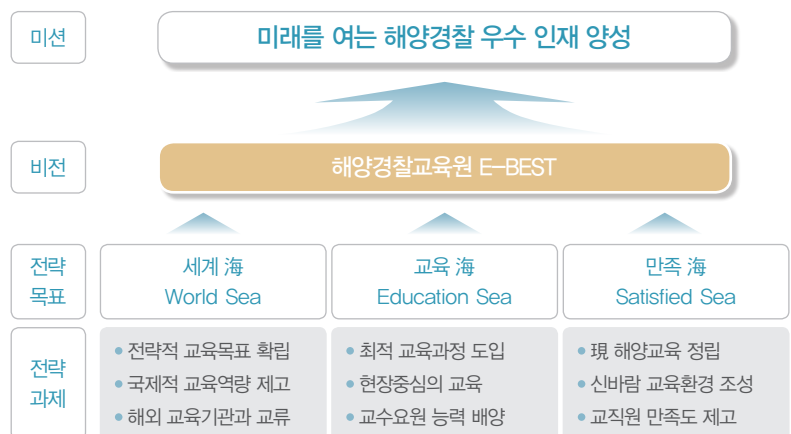 미션
미래를 여는 해양경찰 우수 인재 양성
비전
해양경찰교육원 E-BEST
전략
목표
세계 海
World Sea
교육 海
Education Sea
만족 海
Satisfied Sea
전략
과제
• 전략적 교육목표 확립
• 국제적 교육역량 제고
• 해외 교육기관과 교류
• 최적 교육과정 도입
• 현장중심의 교육
• 교수요원 능력 배양
• 現 해양교육 정립
• 신바람 교육환경 조성
• 교직원 만족도 제고